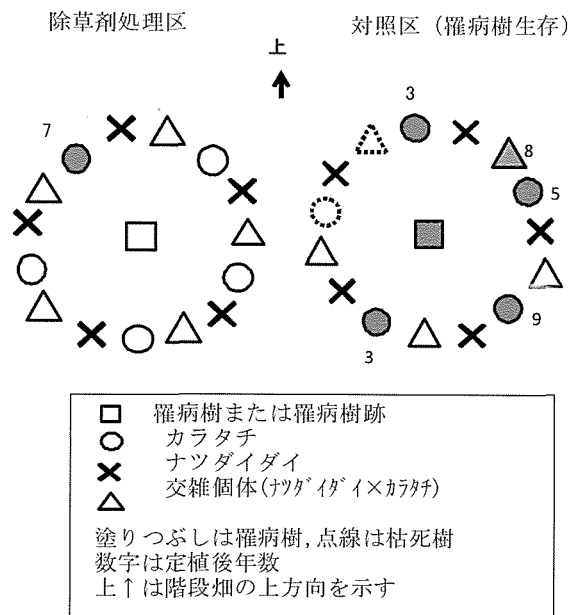 除草剤処理区
対照区（罹病樹生存）
上
3
7
8
5
9
3
罹病樹または罹病樹跡
カラタチ
ナツダイダイ
交雑個体(ﾅﾂﾀﾞｲﾀﾞｲ×ｶﾗﾀﾁ)
塗りつぶしは罹病樹，点線は枯死樹
数字は定植後年数
上↑は階段畑の上方向を示す